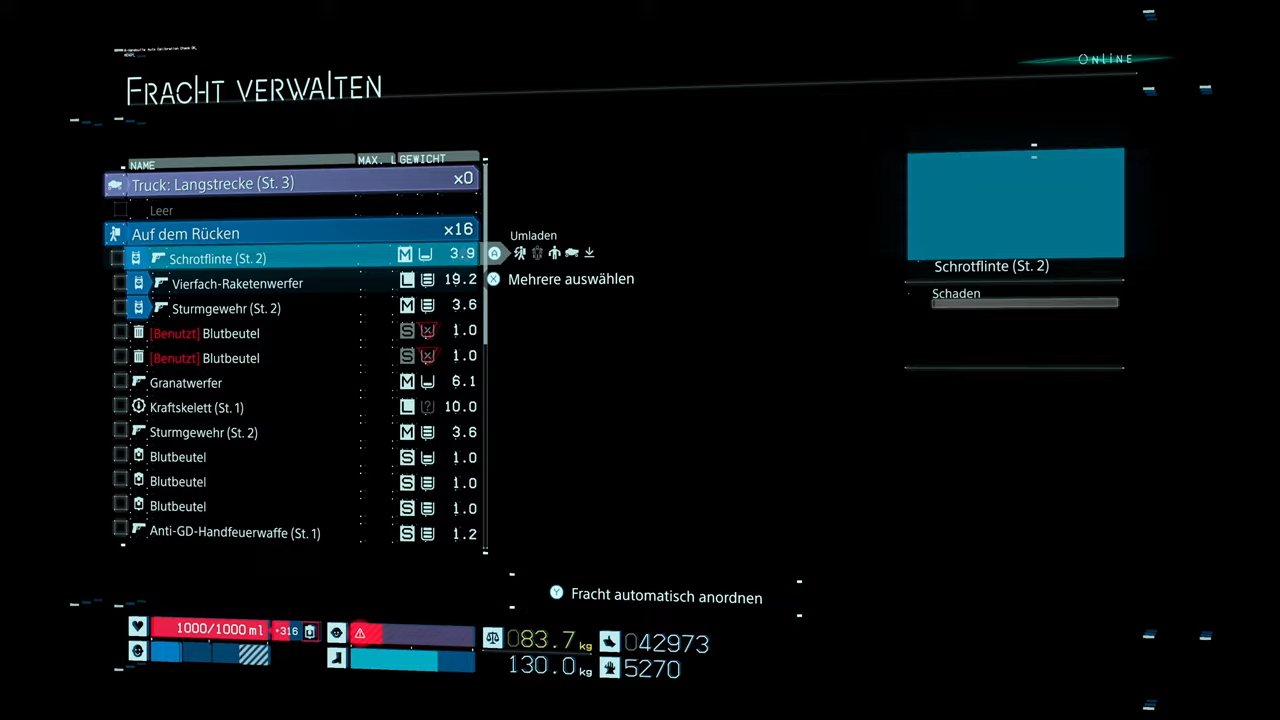 FRACHT VERWALTEN
ONLINE
NAME MAX. L GEWICHT
Truck: Langstrecke (St. 3) x0
Leer
Auf dem Rücken x16
Schrotflinte (St. 2) M 3.9
Vierfach-Raketenwerfer L 19.2
Sturmgewehr (St. 2) M 3.6
[Benutzt] Blutbeutel S 1.0
[Benutzt] Blutbeutel S 1.0
Granatwerfer M 6.1
Kraftskelett (St. 1) L ? 10.0
Sturmgewehr (St. 2) M 3.6
Blutbeutel S 1.0
Blutbeutel S 1.0
Blutbeutel S 1.0
Anti-GD-Handfeuerwaffe (St. 1) S 1.2
Umladen
A
X Mehrere auswählen
Schrotflinte (St. 2)
Schaden
Y Fracht automatisch anordnen
1000/1000 ml +316
083.7 kg 042973
130.0 kg 5270